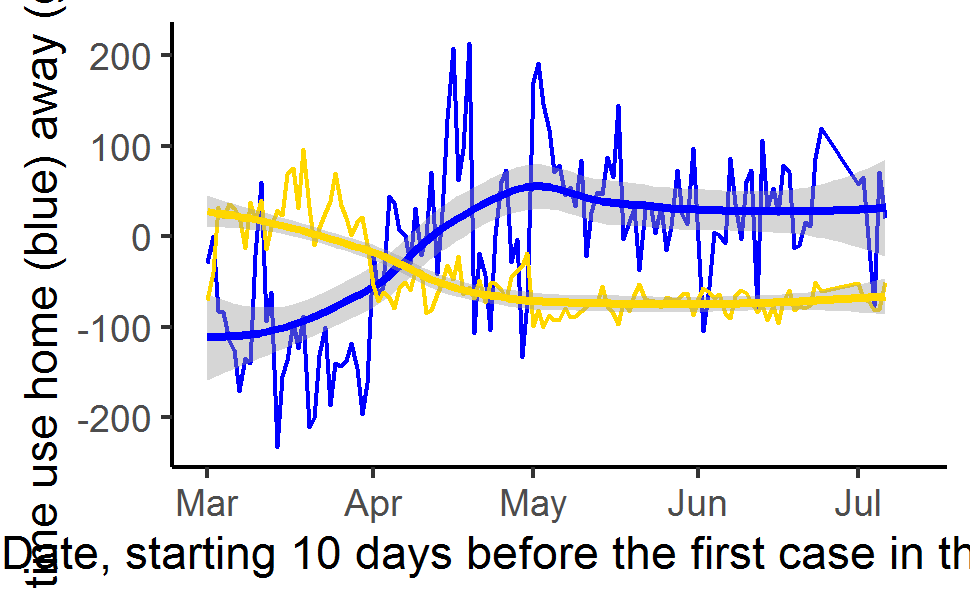 time use home (blue) away (
200
100
0
-100
-200
Mar Apr May Jun Jul
Date, starting 10 days before the first case in th